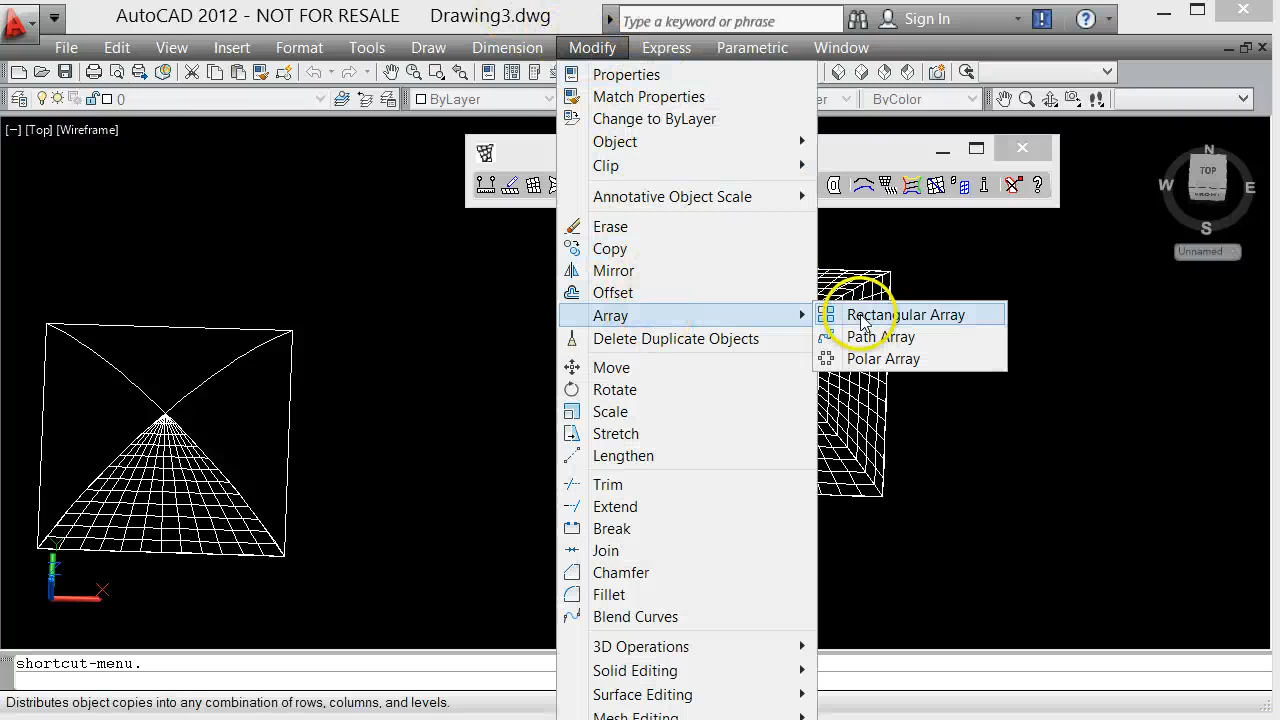 AutoCAD 2012 - NOT FOR RESALE Drawing3.dwg
Type a keyword or phrase
Sign In
File Edit View Insert Format Tools Draw Dimension Modify Express Parametric Window
0
ByLayer
ByColor
[−] [Top] [Wireframe]
Properties
Match Properties
Change to ByLayer
Object
Clip
Annotative Object Scale
Erase
Copy
Mirror
Offset
Array
Delete Duplicate Objects
Move
Rotate
Scale
Stretch
Lengthen
Trim
Extend
Break
Join
Chamfer
Fillet
Blend Curves
3D Operations
Solid Editing
Surface Editing
Mesh Editing
Rectangular Array
Path Array
Polar Array
N
W TOP E
S
Unnamed
shortcut-menu.
Distributes object copies into any combination of rows, columns, and levels.